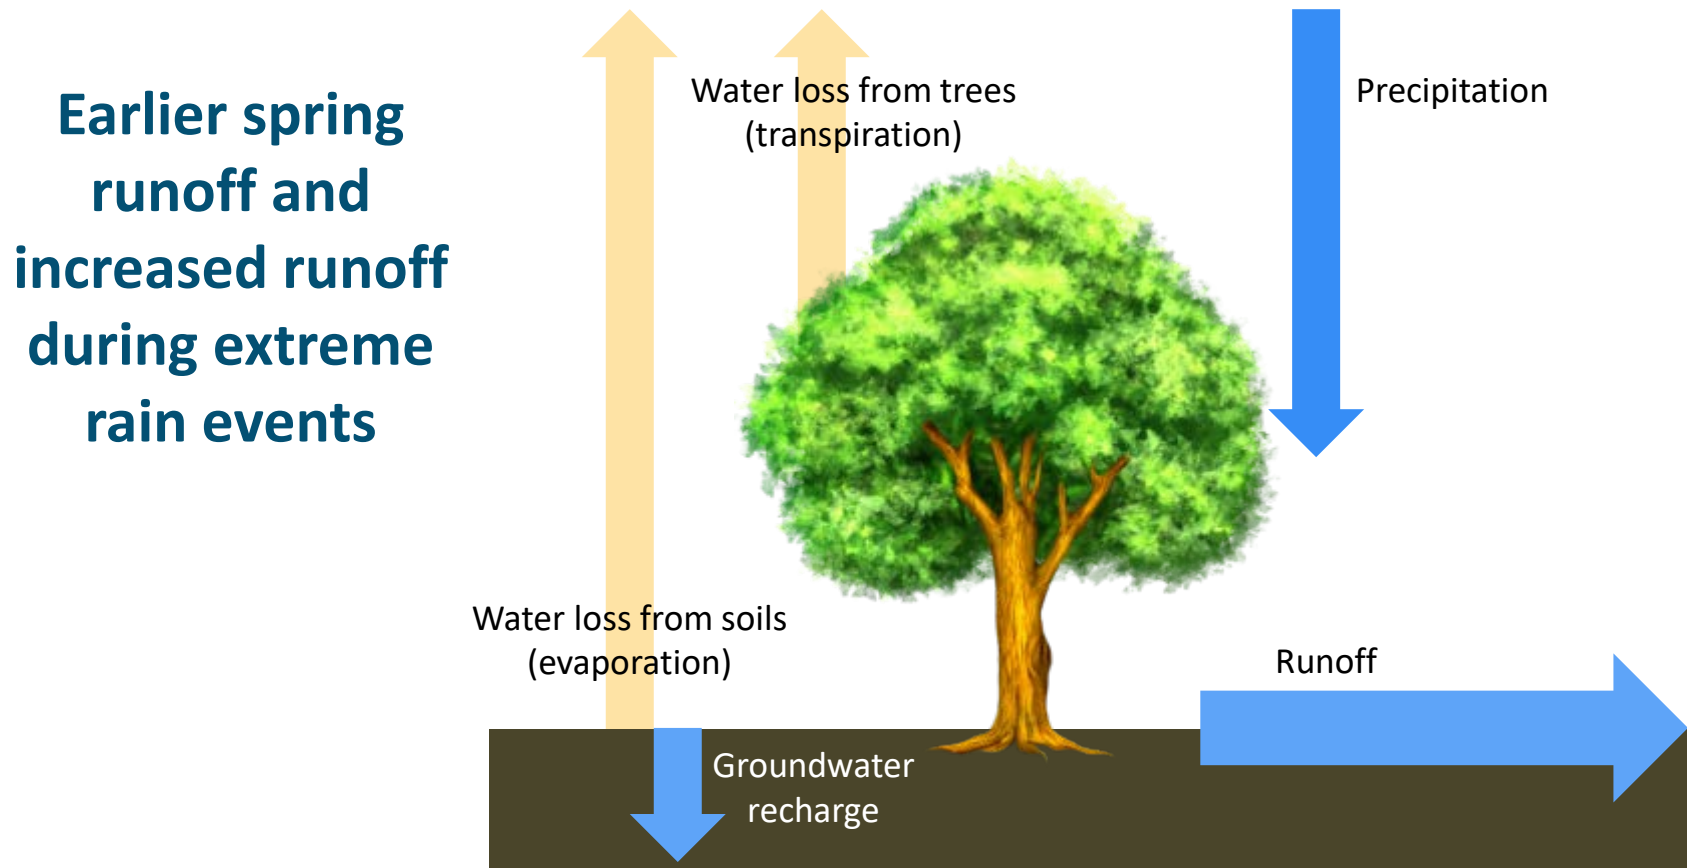 Earlier spring
runoff and
increased runoff
during extreme
rain events
Water loss from trees
(transpiration)
Precipitation
Water loss from soils
(evaporation)
Runoff
Groundwater
recharge